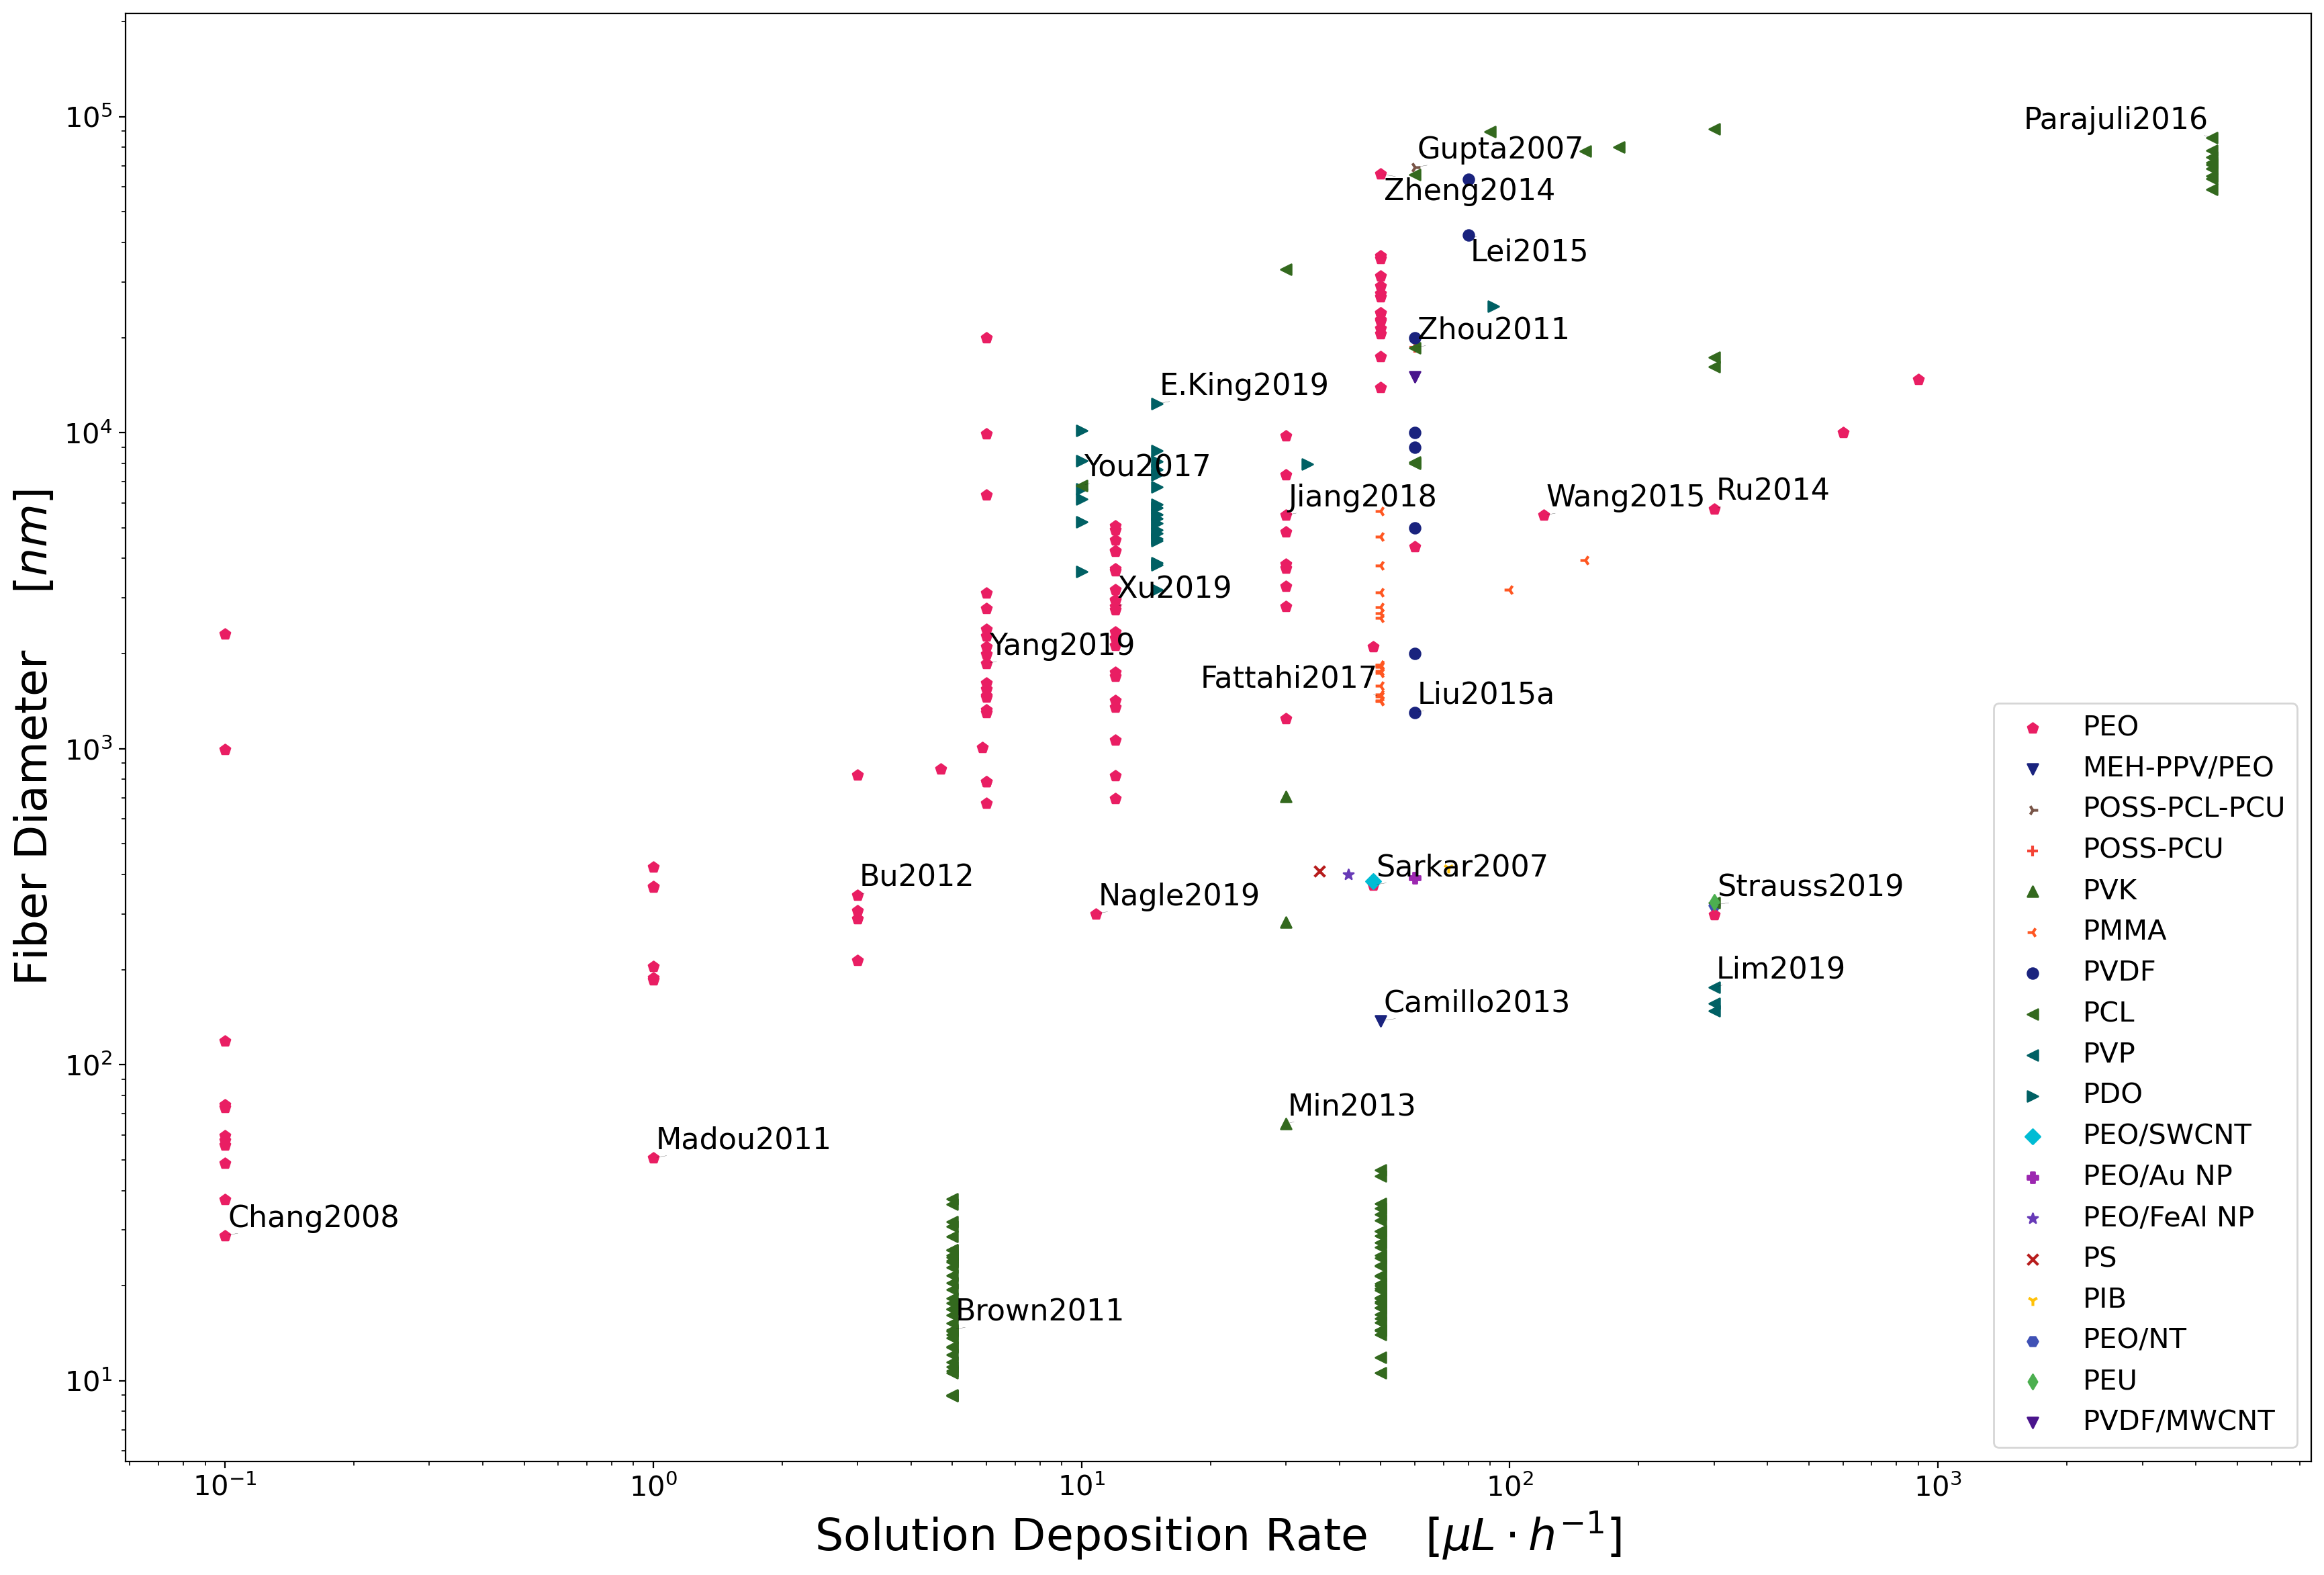 10⁵
10⁴
10³
10²
10¹
Fiber Diameter [nm]
Parajuli2016
Gupta2007
Zheng2014
Lei2015
Zhou2011
E.King2019
You2017
Jiang2018
Wang2015
Ru2014
Xu2019
Yang2019
Fattahi2017
Liu2015a
Bu2012
Sarkar2007
Nagle2019
Strauss2019
Lim2019
Camillo2013
Min2013
Madou2011
Chang2008
Brown2011
PEO
MEH-PPV/PEO
POSS-PCL-PCU
POSS-PCU
PVK
PMMA
PVDF
PCL
PVP
PDO
PEO/SWCNT
PEO/Au NP
PEO/FeAl NP
PS
PIB
PEO/NT
PEU
PVDF/MWCNT
10⁻¹ 10⁰ 10¹ 10² 10³
Solution Deposition Rate [μL · h⁻¹]